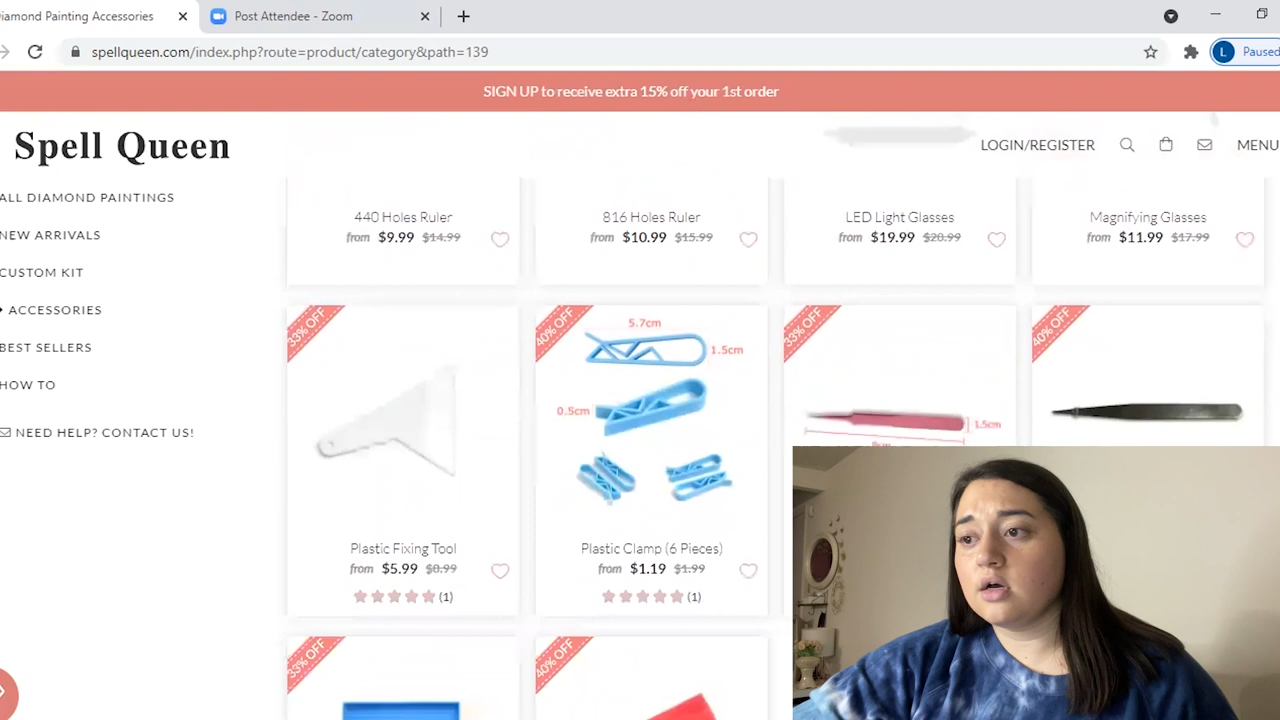 Diamond Painting Accessories
Post Attendee - Zoom
spellqueen.com/index.php?route=product/category&path=139
L Paused
SIGN UP to receive extra 15% off your 1st order
Spell Queen
LOGIN/REGISTER
MENU
ALL DIAMOND PAINTINGS
NEW ARRIVALS
CUSTOM KIT
ACCESSORIES
BEST SELLERS
HOW TO
NEED HELP? CONTACT US!
440 Holes Ruler
from $9.99 $14.99
816 Holes Ruler
from $10.99 $15.99
LED Light Glasses
from $19.99 $20.99
Magnifying Glasses
from $11.99 $17.99
33% OFF
40% OFF
33% OFF
40% OFF
5.7cm
1.5cm
0.5cm
1.5cm
Plastic Fixing Tool
from $5.99 $8.99
(1)
Plastic Clamp (6 Pieces)
from $1.19 $1.99
(1)
33% OFF
40% OFF